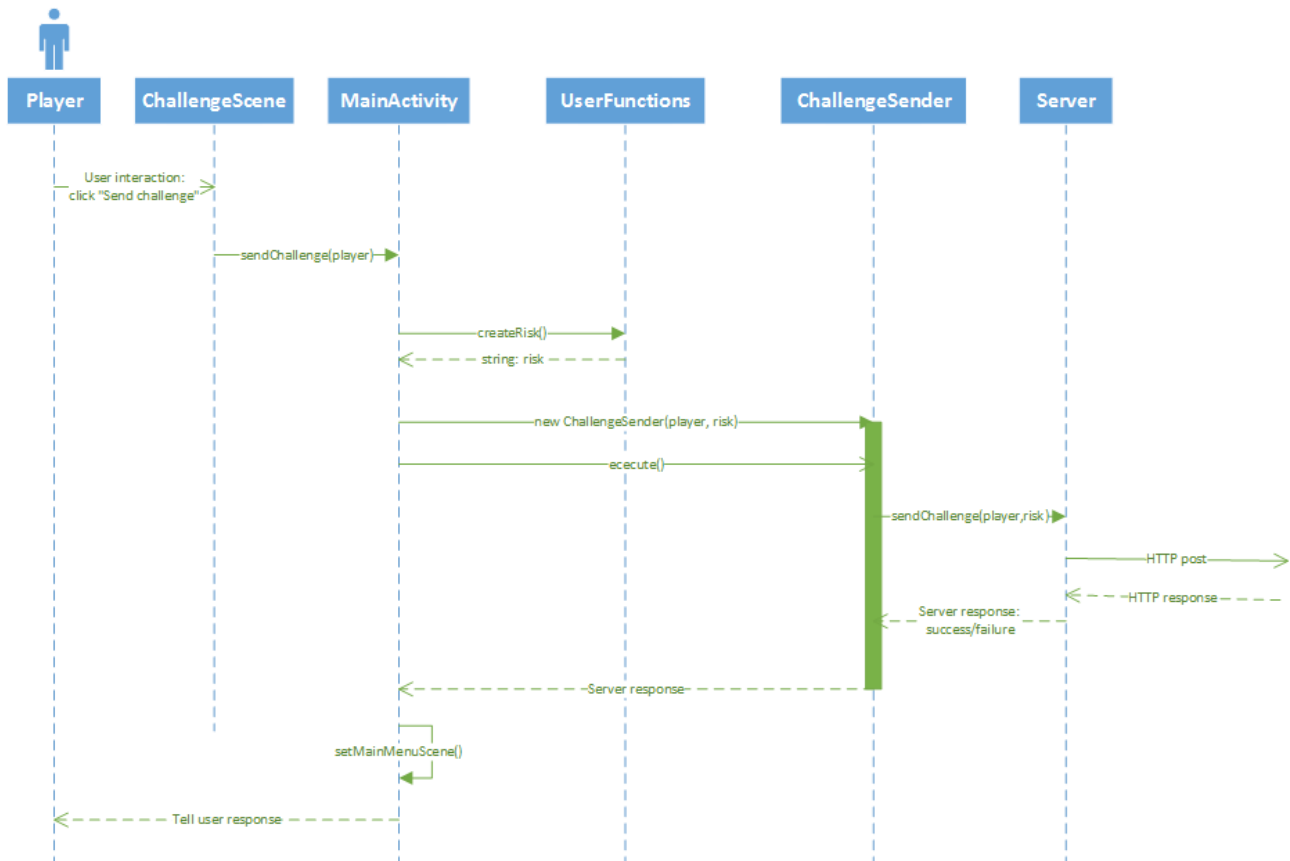 Player
ChallengeScene
MainActivity
UserFunctions
ChallengeSender
Server
User interaction:
click "Send challenge"
sendChallenge(player)
createRisk()
string: risk
new ChallengeSender(player, risk)
ececute()
sendChallenge(player,risk)
HTTP post
HTTP response
Server response:
success/failure
Server response
setMainMenuScene()
Tell user response